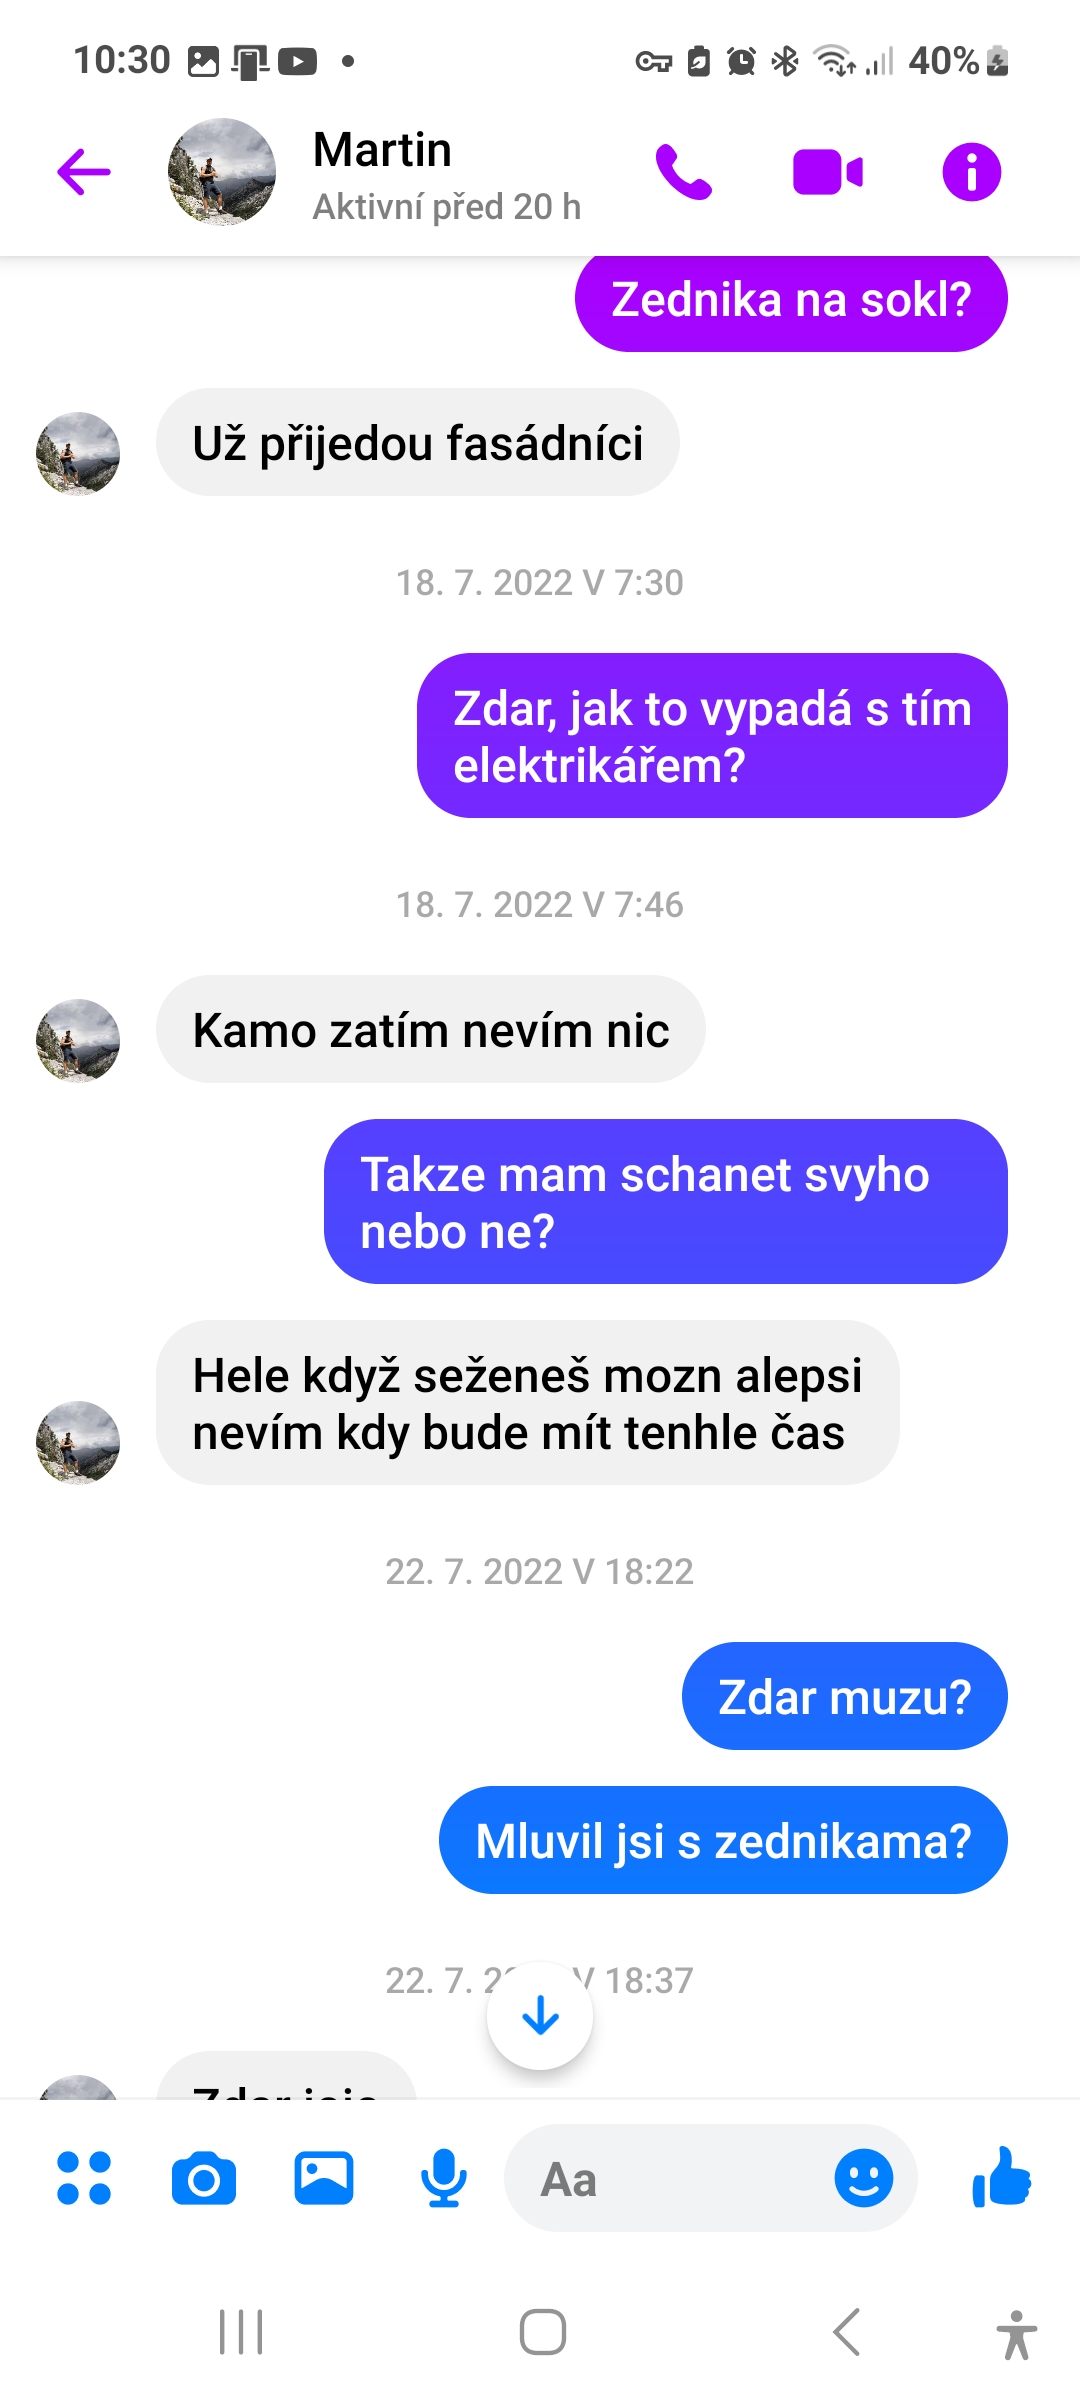 10:30
40%
Martin
Aktivní před 20 h
Zednika na sokl?
Už přijedou fasádníci
18. 7. 2022 V 7:30
Zdar, jak to vypadá s tím
elektrikářem?
18. 7. 2022 V 7:46
Kamo zatím nevím nic
Takze mam schanet svyho
nebo ne?
Hele když seženeš mozn alepsi
nevím kdy bude mít tenhle čas
22. 7. 2022 V 18:22
Zdar muzu?
Mluvil jsi s zednikama?
22. 7. V 18:37
Zdar
Aa